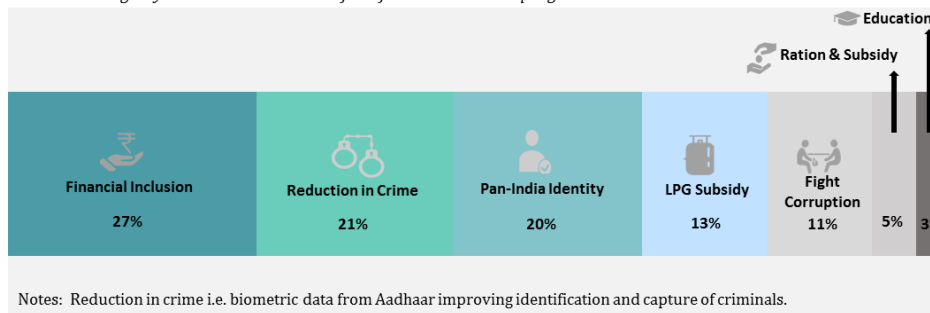 Education
Ration & Subsidy
Financial Inclusion
27%
Reduction in Crime
21%
Pan-India Identity
20%
LPG Subsidy
13%
Fight
Corruption
11%
5%
3
Notes: Reduction in crime i.e. biometric data from Aadhaar improving identification and capture of criminals.